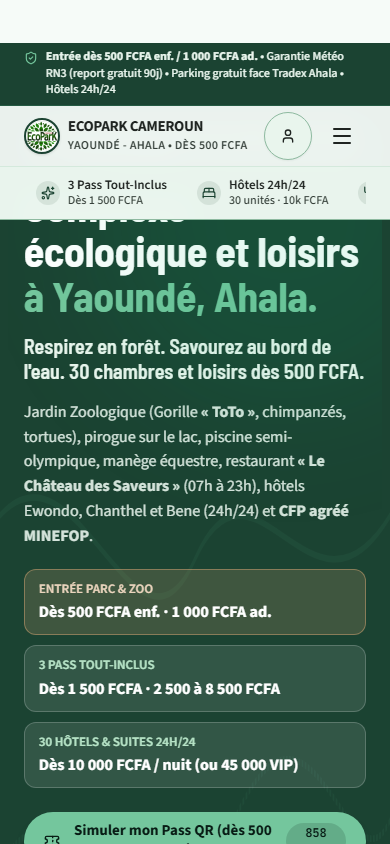 Entrée dès 500 FCFA enf. / 1 000 FCFA ad. • Garantie Météo
RN3 (report gratuit 90j) • Parking gratuit face Tradex Ahala •
Hôtels 24h/24
EcoParK
ECOPARK CAMEROUN
YAOUNDÉ - AHALA • DÈS 500 FCFA
3 Pass Tout-Inclus
Dès 1 500 FCFA
Hôtels 24h/24
30 unités · 10k FCFA
écologique et loisirs
à Yaoundé, Ahala.
Respirez en forêt. Savourez au bord de
l'eau. 30 chambres et loisirs dès 500 FCFA.
Jardin Zoologique (Gorille « ToTo », chimpanzés,
tortues), pirogue sur le lac, piscine semi-
olympique, manège équestre, restaurant « Le
Château des Saveurs » (07h à 23h), hôtels
Ewondo, Chanthel et Bene (24h/24) et CFP agréé
MINEFOP.
ENTRÉE PARC & ZOO
Dès 500 FCFA enf. · 1 000 FCFA ad.
3 PASS TOUT-INCLUS
Dès 1 500 FCFA · 2 500 à 8 500 FCFA
30 HÔTELS & SUITES 24H/24
Dès 10 000 FCFA / nuit (ou 45 000 VIP)
Simuler mon Pass QR (dès 500
858